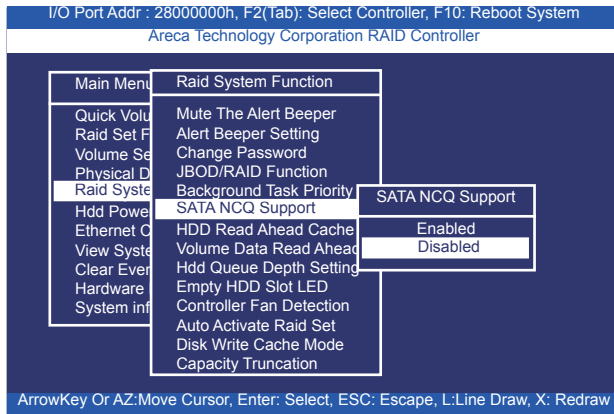 I/O Port Addr : 28000000h, F2(Tab): Select Controller, F10: Reboot System
Areca Technology Corporation RAID Controller
Main Menu
Quick Volu
Raid Set F
Volume Se
Physical D
Raid Syste
Hdd Powe
Ethernet C
View Syste
Clear Even
Hardware
System inf
Raid System Function
Mute The Alert Beeper
Alert Beeper Setting
Change Password
JBOD/RAID Function
Background Task Priority
SATA NCQ Support
HDD Read Ahead Cache
Volume Data Read Ahead
Hdd Queue Depth Setting
Empty HDD Slot LED
Controller Fan Detection
Auto Activate Raid Set
Disk Write Cache Mode
Capacity Truncation
SATA NCQ Support
Enabled
Disabled
ArrowKey Or AZ:Move Cursor, Enter: Select, ESC: Escape, L:Line Draw, X: Redraw